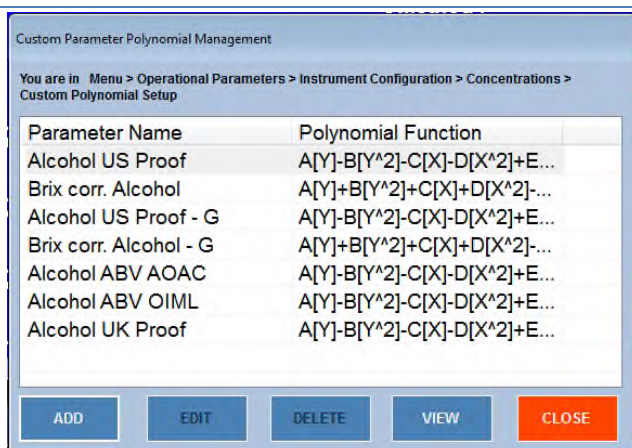 Custom Parameter Polynomial Management
You are in Menu > Operational Parameters > Instrument Configuration > Concentrations >
Custom Polynomial Setup
Parameter Name Polynomial Function
Alcohol US Proof A[Y]-B[Y^2]-C[X]-D[X^2]+E...
Brix corr. Alcohol A[Y]+B[Y^2]+C[X]+D[X^2]-...
Alcohol US Proof - G A[Y]-B[Y^2]-C[X]-D[X^2]+E...
Brix corr. Alcohol - G A[Y]+B[Y^2]+C[X]+D[X^2]-...
Alcohol ABV AOAC A[Y]-B[Y^2]-C[X]-D[X^2]+E...
Alcohol ABV OIML A[Y]-B[Y^2]-C[X]-D[X^2]+E...
Alcohol UK Proof A[Y]-B[Y^2]-C[X]-D[X^2]+E...
ADD EDIT DELETE VIEW CLOSE